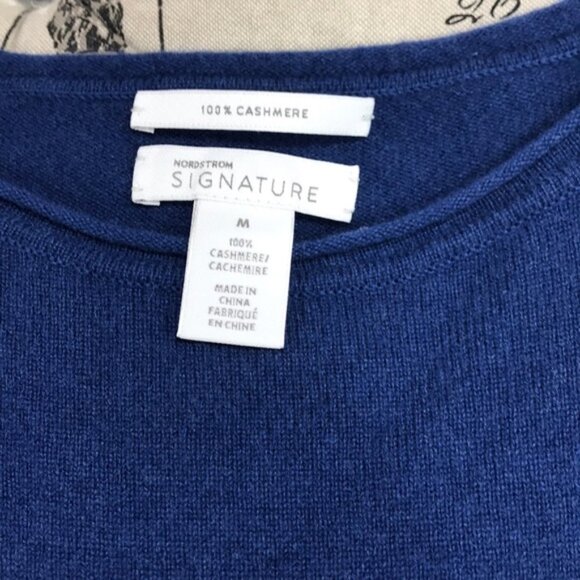 100% CASHMERE
NORDSTROM
SIGNATURE
M
100%
CASHMERE/
CACHEMIRE
MADE IN
CHINA
FABRIQUÉ
EN CHINE